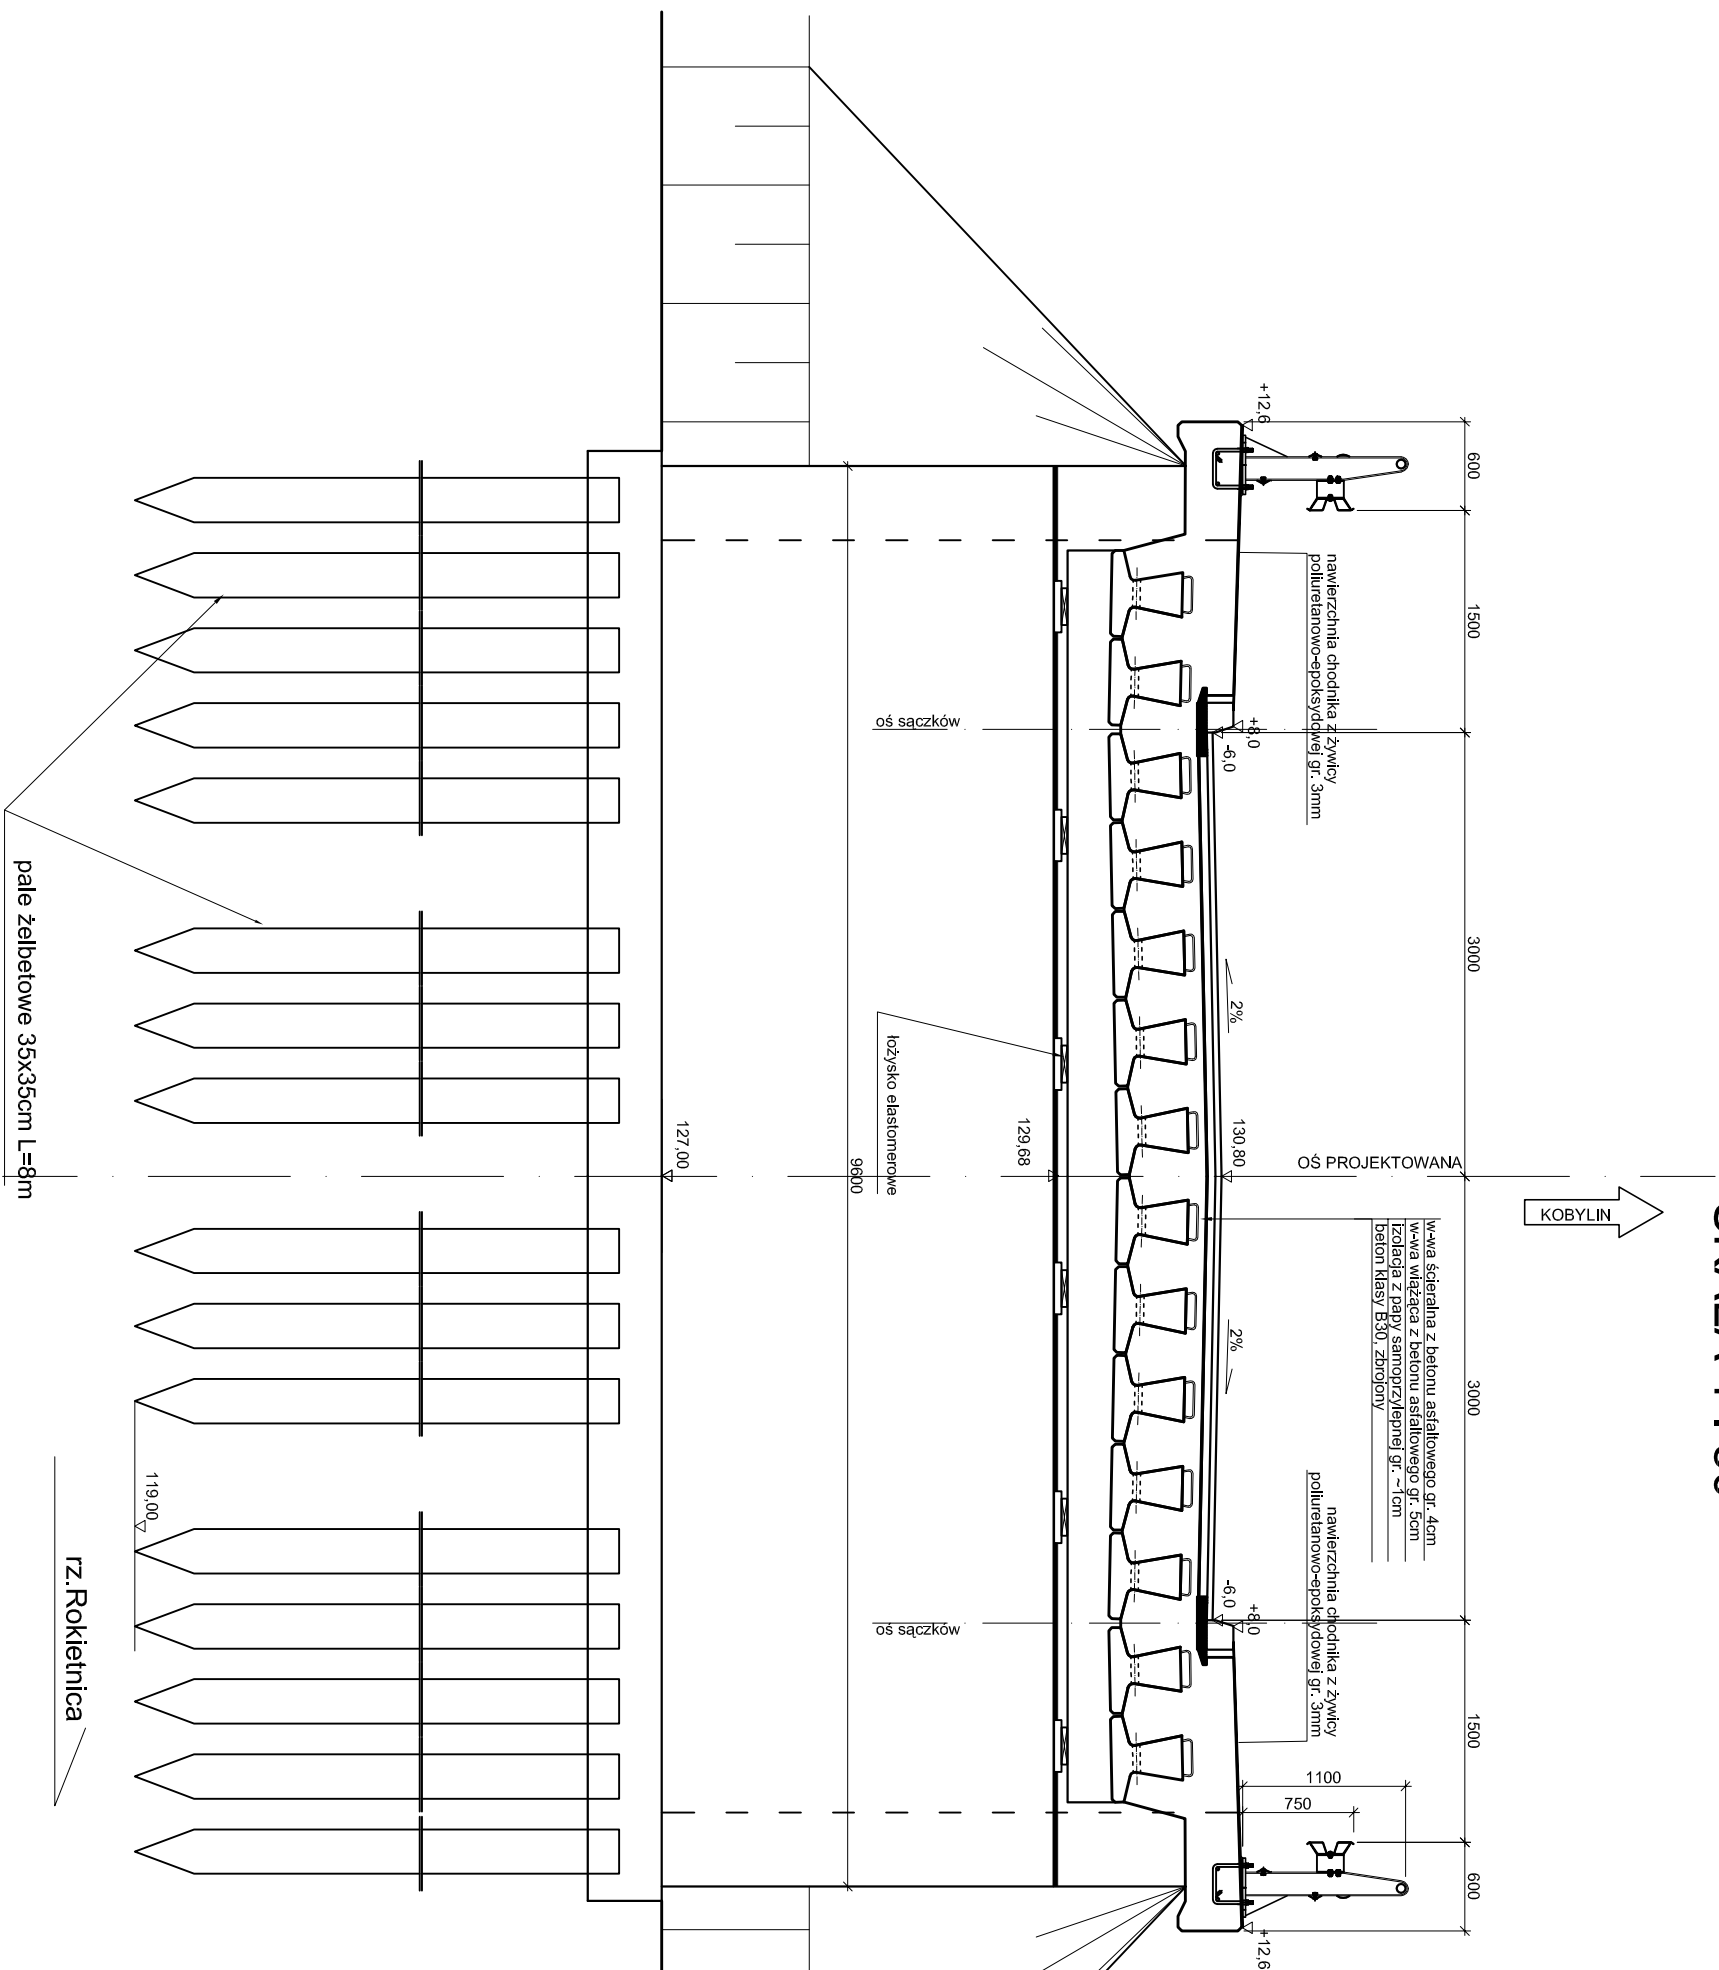 KOBYLIN
OŚ PROJEKTOWANA
600
1500
3000
3000
1500
600
1100
750
+12,6
+12,6
nawierzchnia chodnika z żywicy
poliuretanowo-epoksydowej gr. 3mm
w-wa ścieralna z betonu asfaltowego gr. 4cm
w-wa wiążąca z betonu asfaltowego gr. 5cm
izolacja z papy samoprzylepnej gr. ~1cm
beton klasy B30, zbrojony
nawierzchnia chodnika z żywicy
poliuretanowo-epoksydowej gr. 3mm
+8,0
-6,0
2%
130,80
2%
+8,0
-6,0
129,68
oś sączków
łożysko elastomerowe
oś sączków
9600
127,00
119,00
pale żelbetowe 35x35cm L=8m
rz.Rokietnica